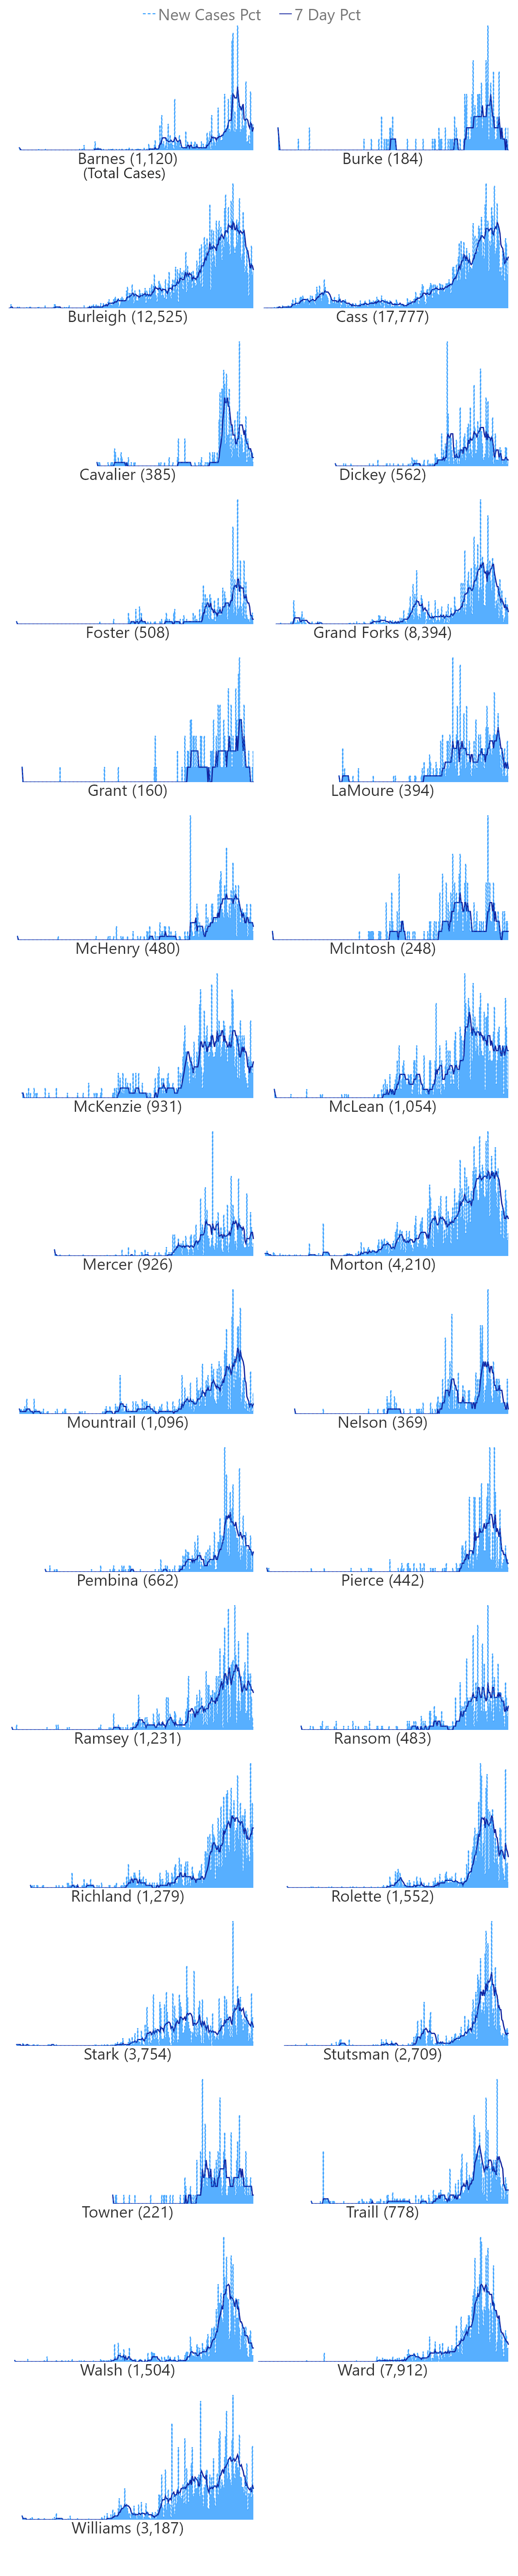 New Cases Pct 7 Day Pct
Barnes (1,120)
(Total Cases)
Burke (184)
Burleigh (12,525)
Cass (17,777)
Cavalier (385)
Dickey (562)
Foster (508)
Grand Forks (8,394)
Grant (160)
LaMoure (394)
McHenry (480)
McIntosh (248)
McKenzie (931)
McLean (1,054)
Mercer (926)
Morton (4,210)
Mountrail (1,096)
Nelson (369)
Pembina (662)
Pierce (442)
Ramsey (1,231)
Ransom (483)
Richland (1,279)
Rolette (1,552)
Stark (3,754)
Stutsman (2,709)
Towner (221)
Traill (778)
Walsh (1,504)
Ward (7,912)
Williams (3,187)